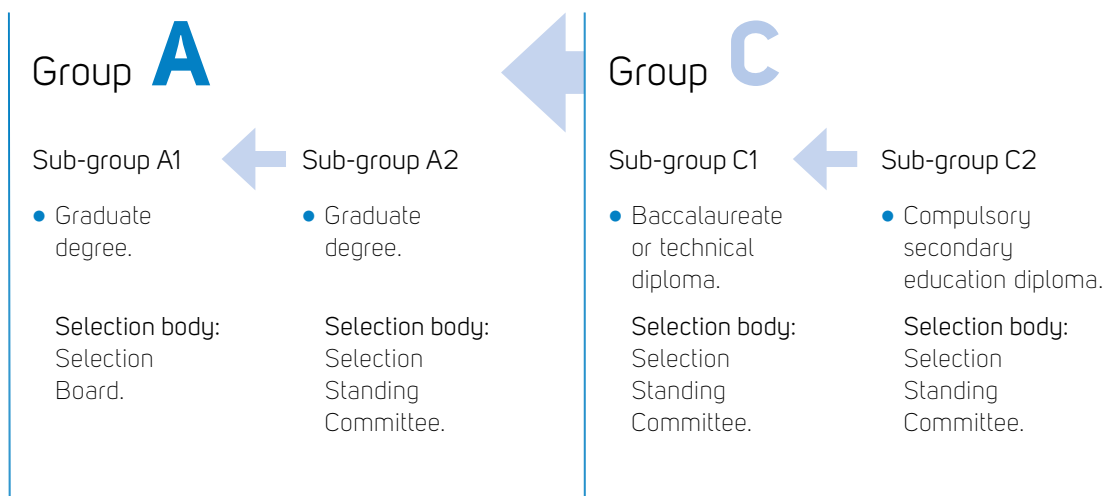 Group A
Sub-group A1
Graduate
degree.
Selection body:
Selection
Board.
Sub-group A2
Graduate
degree.
Selection body:
Selection
Standing
Committee.
Group C
Sub-group C1
Baccalaureate
or technical
diploma.
Selection body:
Selection
Standing
Committee.
Sub-group C2
Compulsory
secondary
education diploma.
Selection body:
Selection
Standing
Committee.